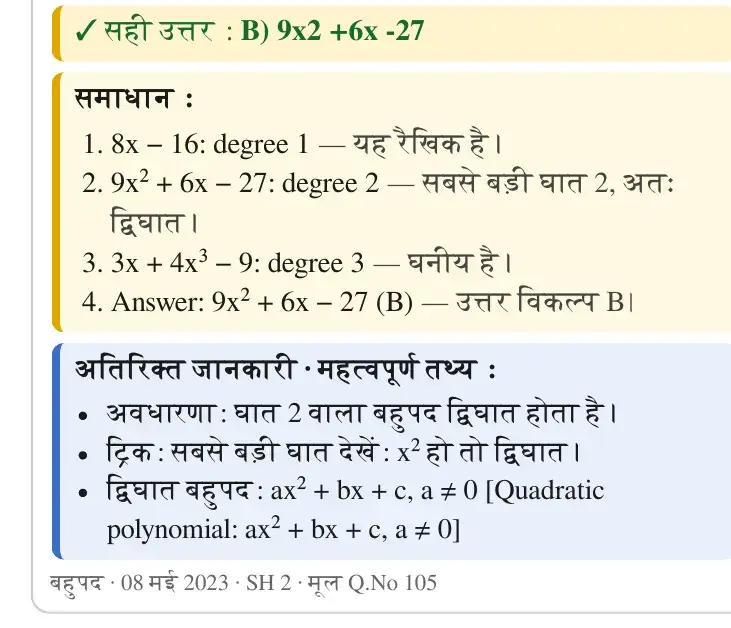 ✓ सही उत्तर : B) 9x2 +6x -27
समाधान :
1. 8x − 16: degree 1 — यह रैखिक है।
2. 9x² + 6x − 27: degree 2 — सबसे बड़ी घात 2, अतः
द्विघात।
3. 3x + 4x³ − 9: degree 3 — घनीय है।
4. Answer: 9x² + 6x − 27 (B) — उत्तर विकल्प B।
अतिरिक्त जानकारी · महत्वपूर्ण तथ्य :
• अवधारणा : घात 2 वाला बहुपद द्विघात होता है।
• ट्रिक : सबसे बड़ी घात देखें : x² हो तो द्विघात।
• द्विघात बहुपद : ax² + bx + c, a ≠ 0 [Quadratic
polynomial: ax² + bx + c, a ≠ 0]
बहुपद · 08 मई 2023 · SH 2 · मूल Q.No 105